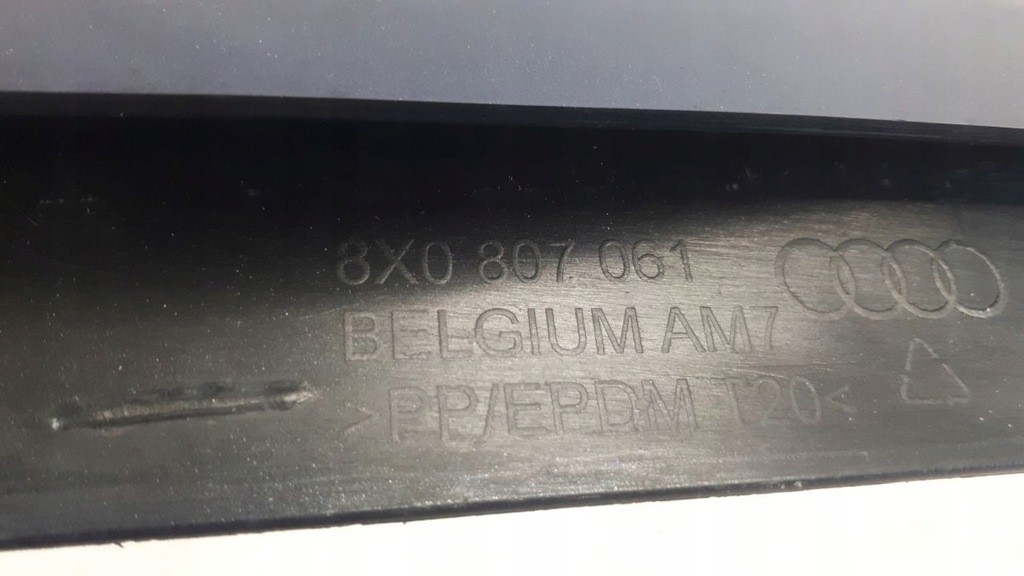 8X0 807 061
BELGIUM AM7
>PP/EPDM T20<